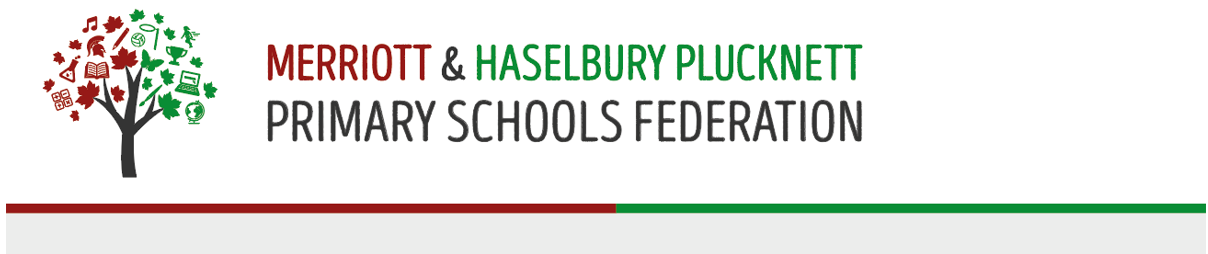 MERRIOTT & HASELBURY PLUCKNETT
PRIMARY SCHOOLS FEDERATION